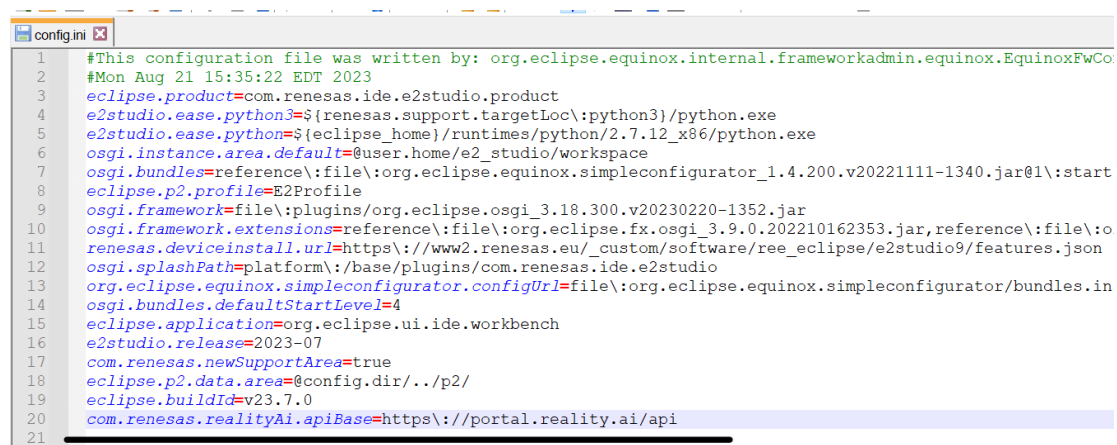 config.ini
1 #This configuration file was written by: org.eclipse.equinox.internal.frameworkadmin.equinox.EquinoxFwCon
2 #Mon Aug 21 15:35:22 EDT 2023
3 eclipse.product=com.renesas.ide.e2studio.product
4 e2studio.ease.python3=${renesas.support.targetLoc\:python3}/python.exe
5 e2studio.ease.python=${eclipse_home}/runtimes/python/2.7.12_x86/python.exe
6 osgi.instance.area.default=@user.home/e2_studio/workspace
7 osgi.bundles=reference\:file\:org.eclipse.equinox.simpleconfigurator_1.4.200.v20221111-1340.jar@1\:start
8 eclipse.p2.profile=E2Profile
9 osgi.framework=file\:plugins/org.eclipse.osgi_3.18.300.v20230220-1352.jar
10 osgi.framework.extensions=reference\:file\:org.eclipse.fx.osgi_3.9.0.202210162353.jar,reference\:file\:o
11 renesas.deviceinstall.url=https\://www2.renesas.eu/_custom/software/ree_eclipse/e2studio9/features.json
12 osgi.splashPath=platform\:/base/plugins/com.renesas.ide.e2studio
13 org.eclipse.equinox.simpleconfigurator.configUrl=file\:org.eclipse.equinox.simpleconfigurator/bundles.in
14 osgi.bundles.defaultStartLevel=4
15 eclipse.application=org.eclipse.ui.ide.workbench
16 e2studio.release=2023-07
17 com.renesas.newSupportArea=true
18 eclipse.p2.data.area=@config.dir/../p2/
19 eclipse.buildId=v23.7.0
20 com.renesas.realityAi.apiBase=https\://portal.reality.ai/api
21